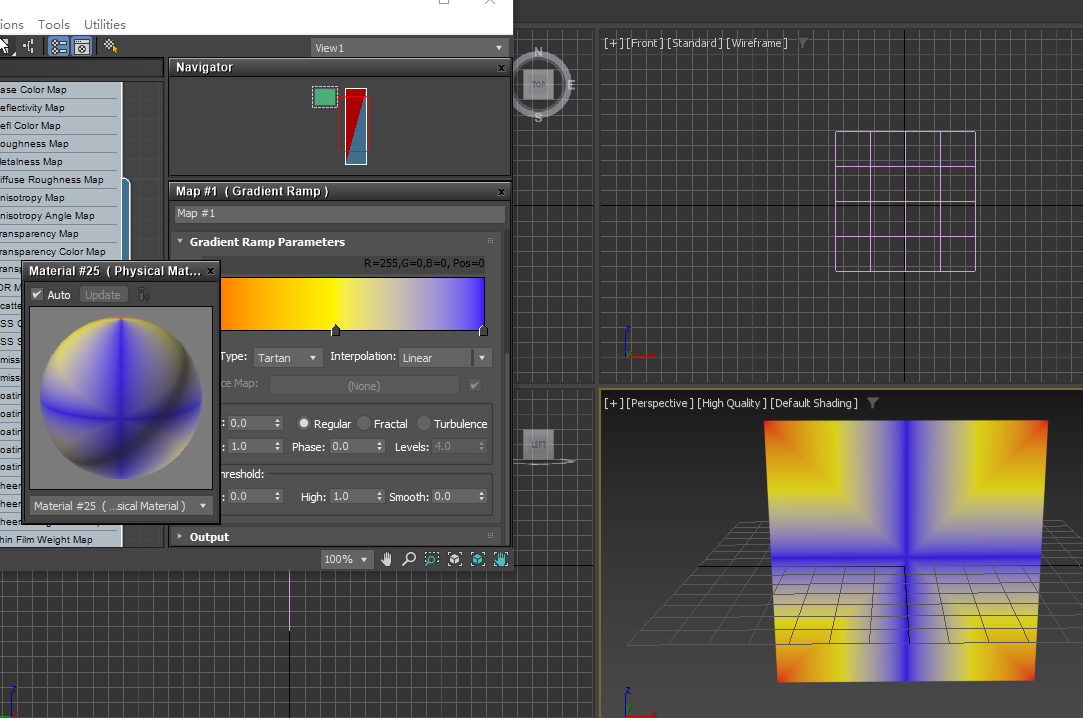 ions Tools Utilities
View1
Navigator
ase Color Map
eflectivity Map
efl Color Map
oughness Map
etalness Map
iffuse Roughness Map
nisotropy Map
nisotropy Angle Map
ransparency Map
ransparency Color Map
Map #1 ( Gradient Ramp )
Map #1
Gradient Ramp Parameters
R=255,G=0,B=0, Pos=0
Material #25 ( Physical Mat...
Auto Update
Type: Tartan Interpolation: Linear
ce Map: (None)
0.0 Regular Fractal Turbulence
1.0 Phase: 0.0 Levels: 4.0
hreshold:
0.0 High: 1.0 Smooth: 0.0
Material #25 ( ...sical Material )
hin Film Weight Map
Output
100%
N
TOP
E
S
LEFT
[+] [Front] [Standard] [Wireframe]
z
x
[+] [Perspective] [High Quality] [Default Shading]
z
x